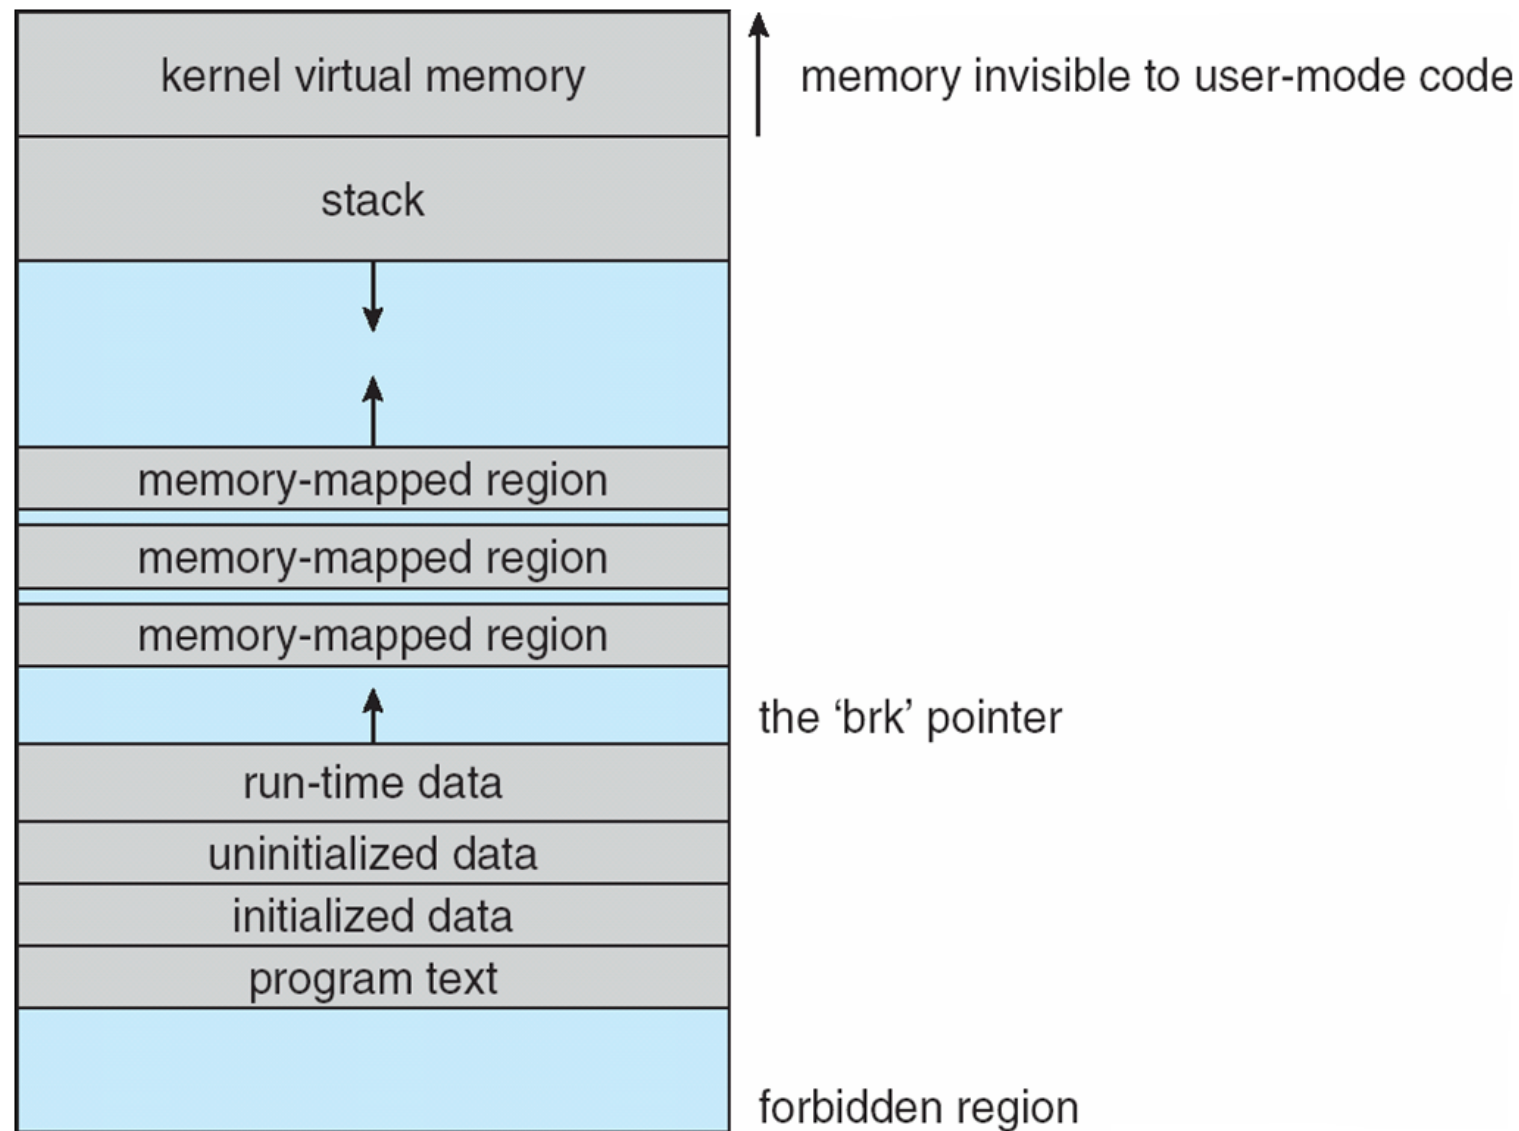 kernel virtual memory
memory invisible to user-mode code
stack
memory-mapped region
memory-mapped region
memory-mapped region
the ‘brk’ pointer
run-time data
uninitialized data
initialized data
program text
forbidden region